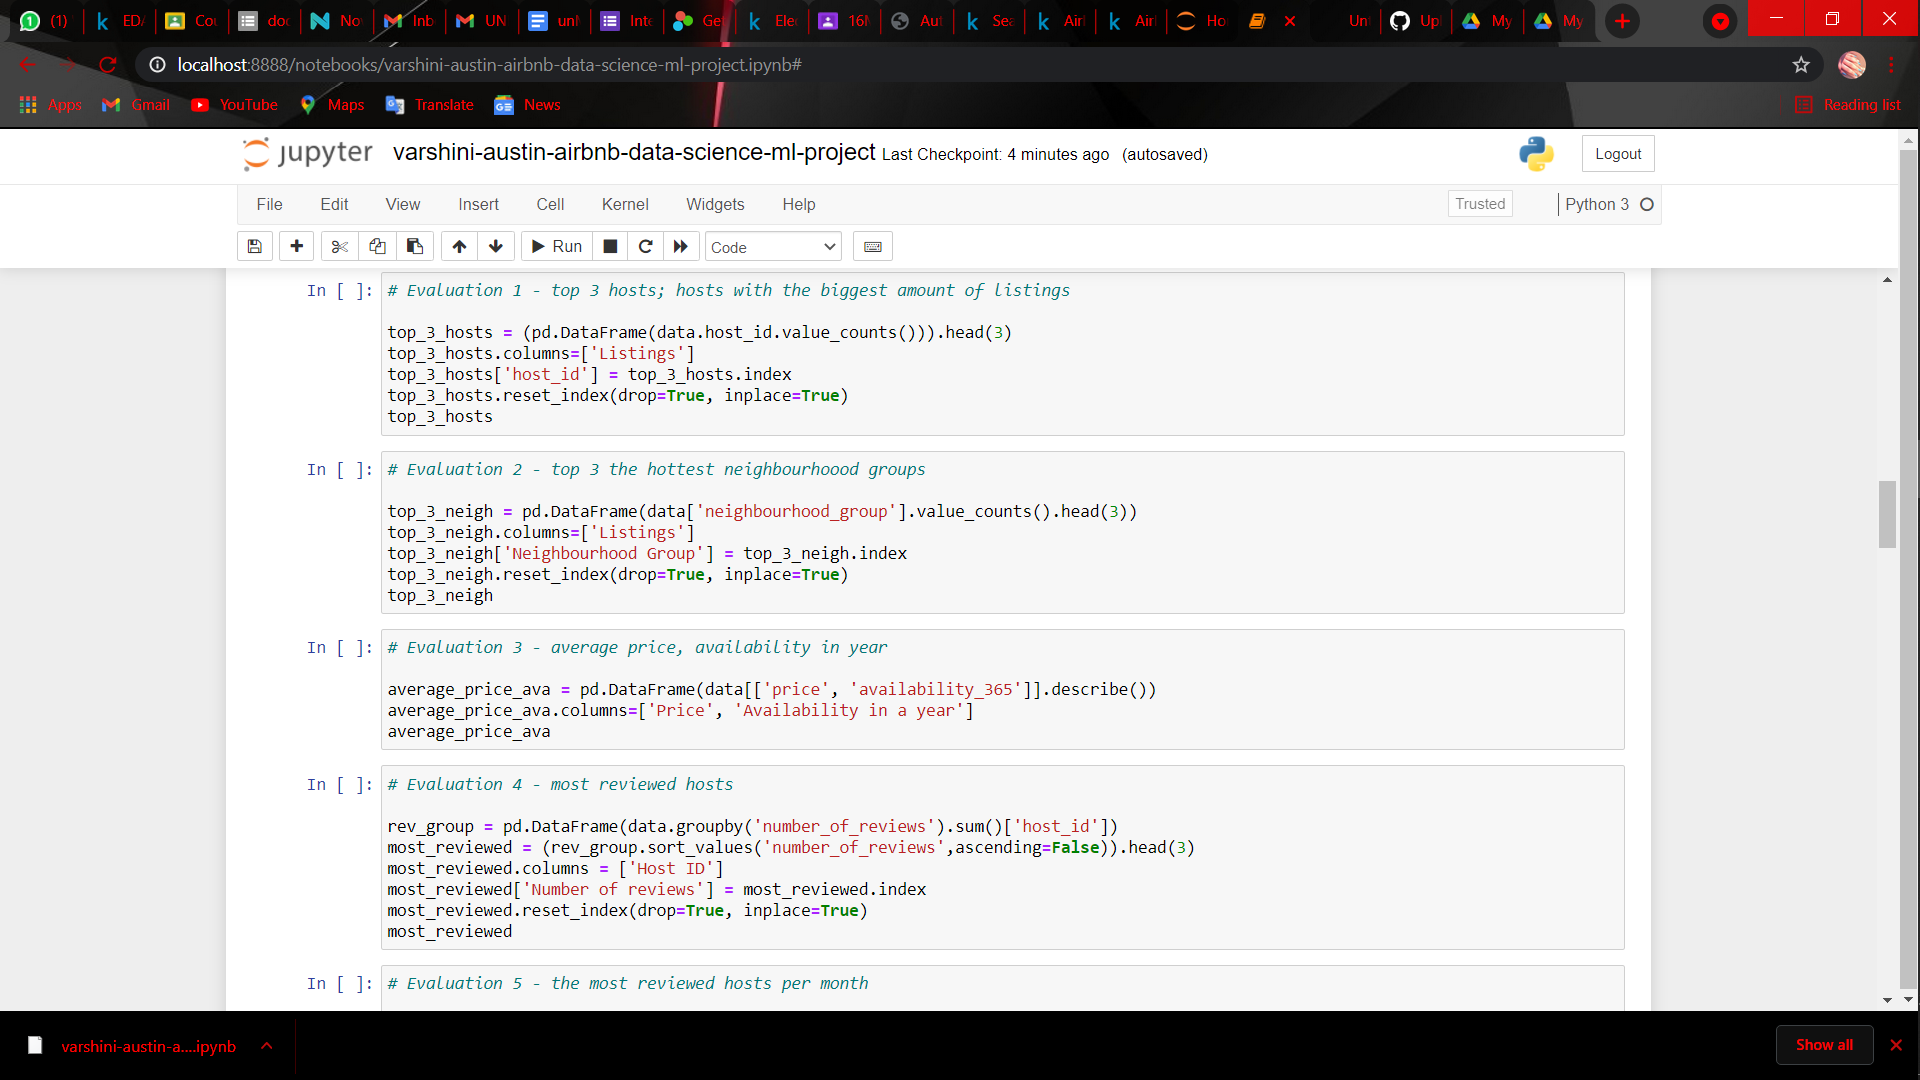 (1) ED/ Cou doc No Inb UN unt Inte Get Elec 16M Aut Sea Airl Airl Ho Unt Upl My My
localhost:8888/notebooks/varshini-austin-airbnb-data-science-ml-project.ipynb#
Apps Gmail YouTube Maps Translate News Reading list
jupyter varshini-austin-airbnb-data-science-ml-project Last Checkpoint: 4 minutes ago (autosaved) Logout
File Edit View Insert Cell Kernel Widgets Help Trusted Python 3
Run Code
In [ ]: # Evaluation 1 - top 3 hosts; hosts with the biggest amount of listings
top_3_hosts = (pd.DataFrame(data.host_id.value_counts())).head(3)
top_3_hosts.columns=['Listings']
top_3_hosts['host_id'] = top_3_hosts.index
top_3_hosts.reset_index(drop=True, inplace=True)
top_3_hosts
In [ ]: # Evaluation 2 - top 3 the hottest neighbourhoood groups
top_3_neigh = pd.DataFrame(data['neighbourhood_group'].value_counts().head(3))
top_3_neigh.columns=['Listings']
top_3_neigh['Neighbourhood Group'] = top_3_neigh.index
top_3_neigh.reset_index(drop=True, inplace=True)
top_3_neigh
In [ ]: # Evaluation 3 - average price, availability in year
average_price_ava = pd.DataFrame(data[['price', 'availability_365']].describe())
average_price_ava.columns=['Price', 'Availability in a year']
average_price_ava
In [ ]: # Evaluation 4 - most reviewed hosts
rev_group = pd.DataFrame(data.groupby('number_of_reviews').sum()['host_id'])
most_reviewed = (rev_group.sort_values('number_of_reviews',ascending=False)).head(3)
most_reviewed.columns = ['Host ID']
most_reviewed['Number of reviews'] = most_reviewed.index
most_reviewed.reset_index(drop=True, inplace=True)
most_reviewed
In [ ]: # Evaluation 5 - the most reviewed hosts per month
varshini-austin-a....ipynb Show all